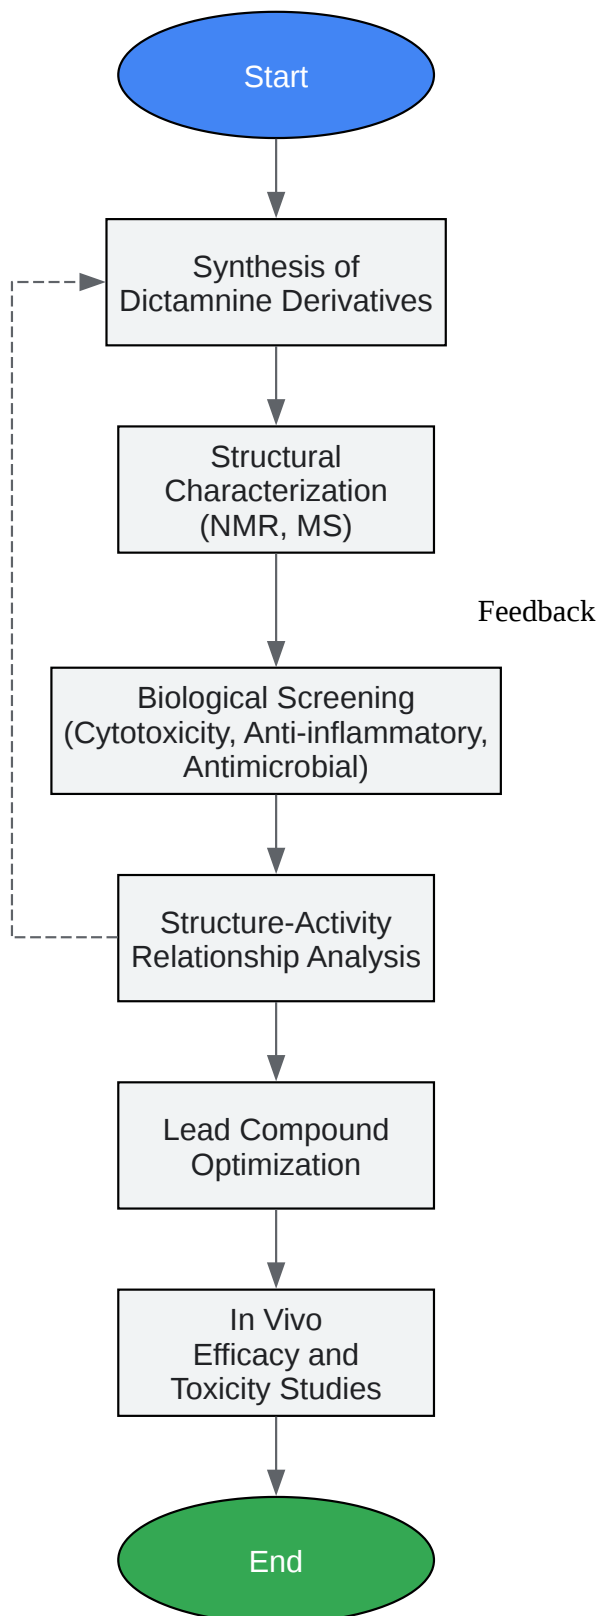 Start
Synthesis of
Dictamnine Derivatives
Structural
Characterization
(NMR, MS)
Feedback
Biological Screening
(Cytotoxicity, Anti-inflammatory,
Antimicrobial)
Structure-Activity
Relationship Analysis
Lead Compound
Optimization
In Vivo
Efficacy and
Toxicity Studies
End